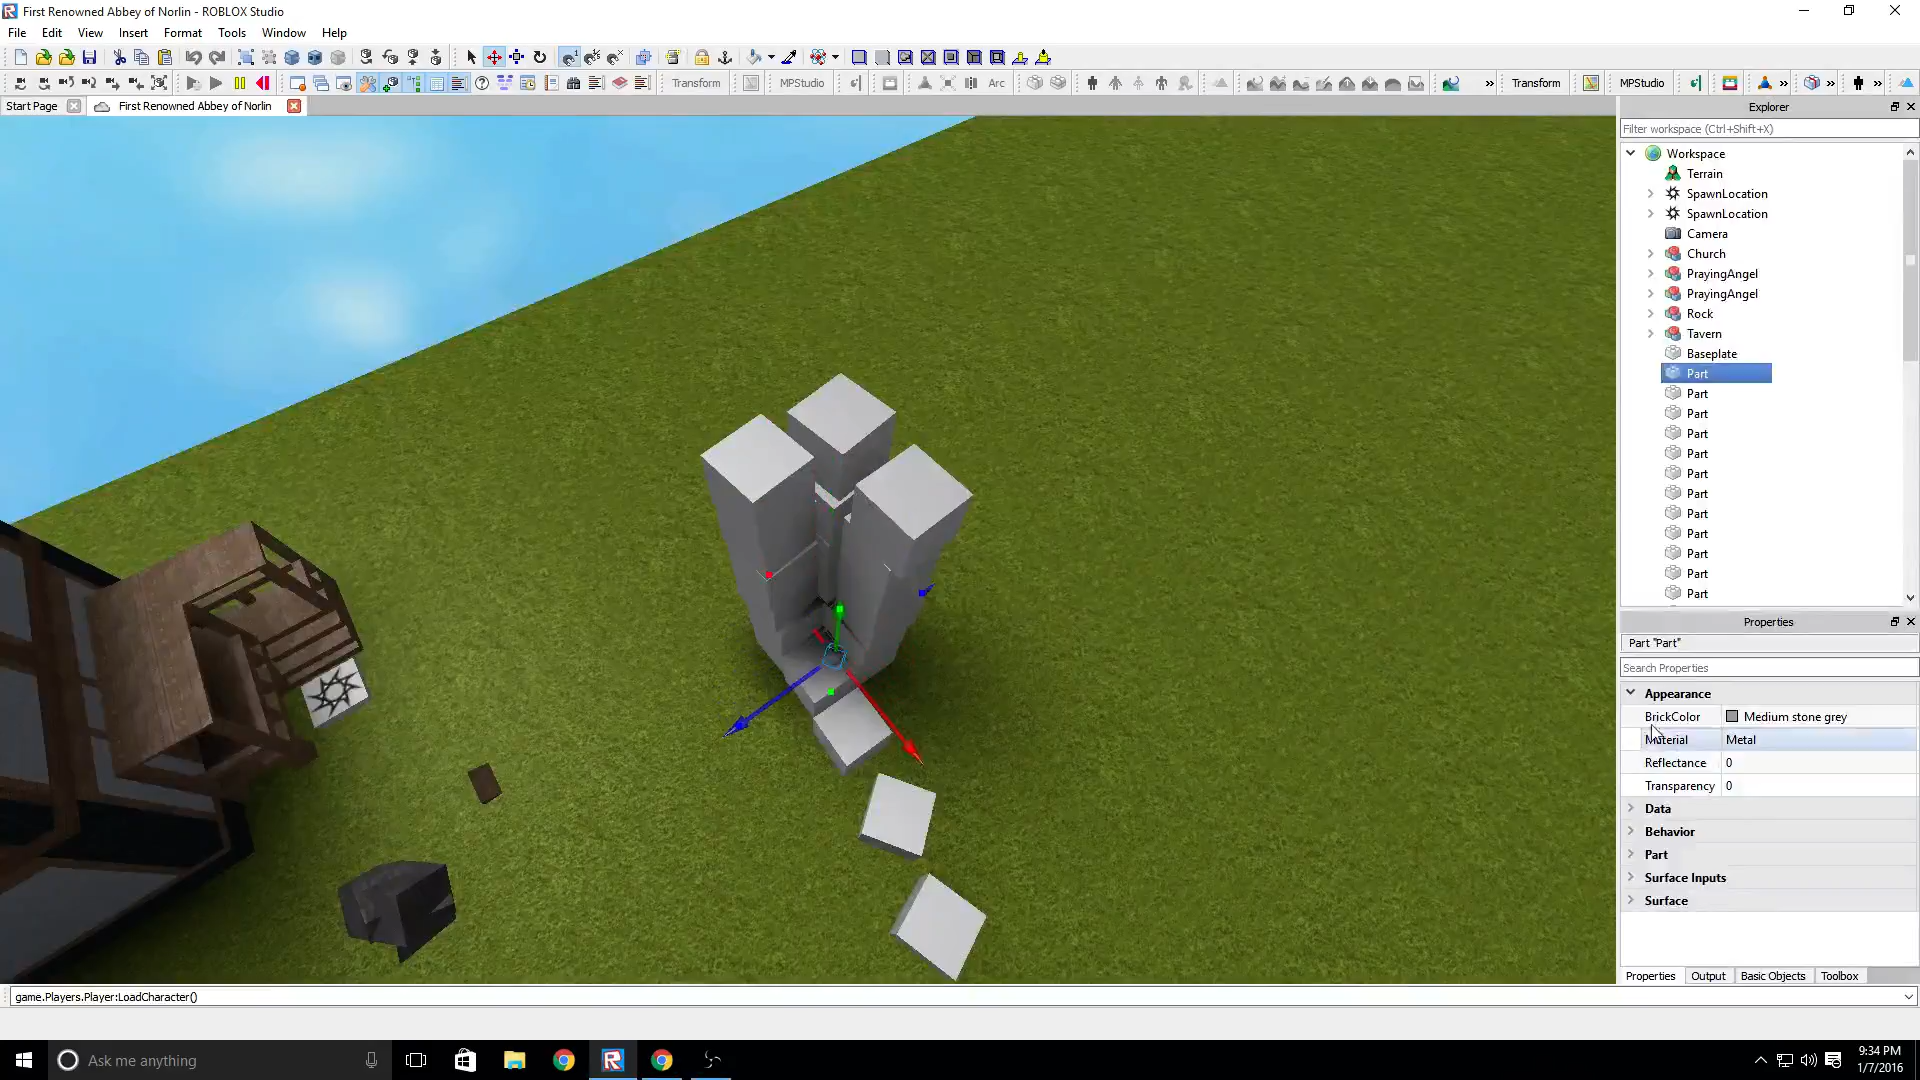 First Renowned Abbey of Norlin - ROBLOX Studio
File Edit View Insert Format Tools Window Help
Transform MPStudio Arc Transform MPStudio
Start Page First Renowned Abbey of Norlin
Explorer
Filter workspace (Ctrl+Shift+X)
Workspace
Terrain
SpawnLocation
SpawnLocation
Camera
Church
PrayingAngel
PrayingAngel
Rock
Tavern
Baseplate
Part
Part
Part
Part
Part
Part
Part
Part
Part
Part
Part
Part
Properties
Part "Part"
Search Properties
Appearance
BrickColor Medium stone grey
Material Metal
Reflectance 0
Transparency 0
Data
Behavior
Part
Surface Inputs
Surface
Properties Output Basic Objects Toolbox
game.Players.Player:LoadCharacter()
Ask me anything
9:34 PM
1/7/2016